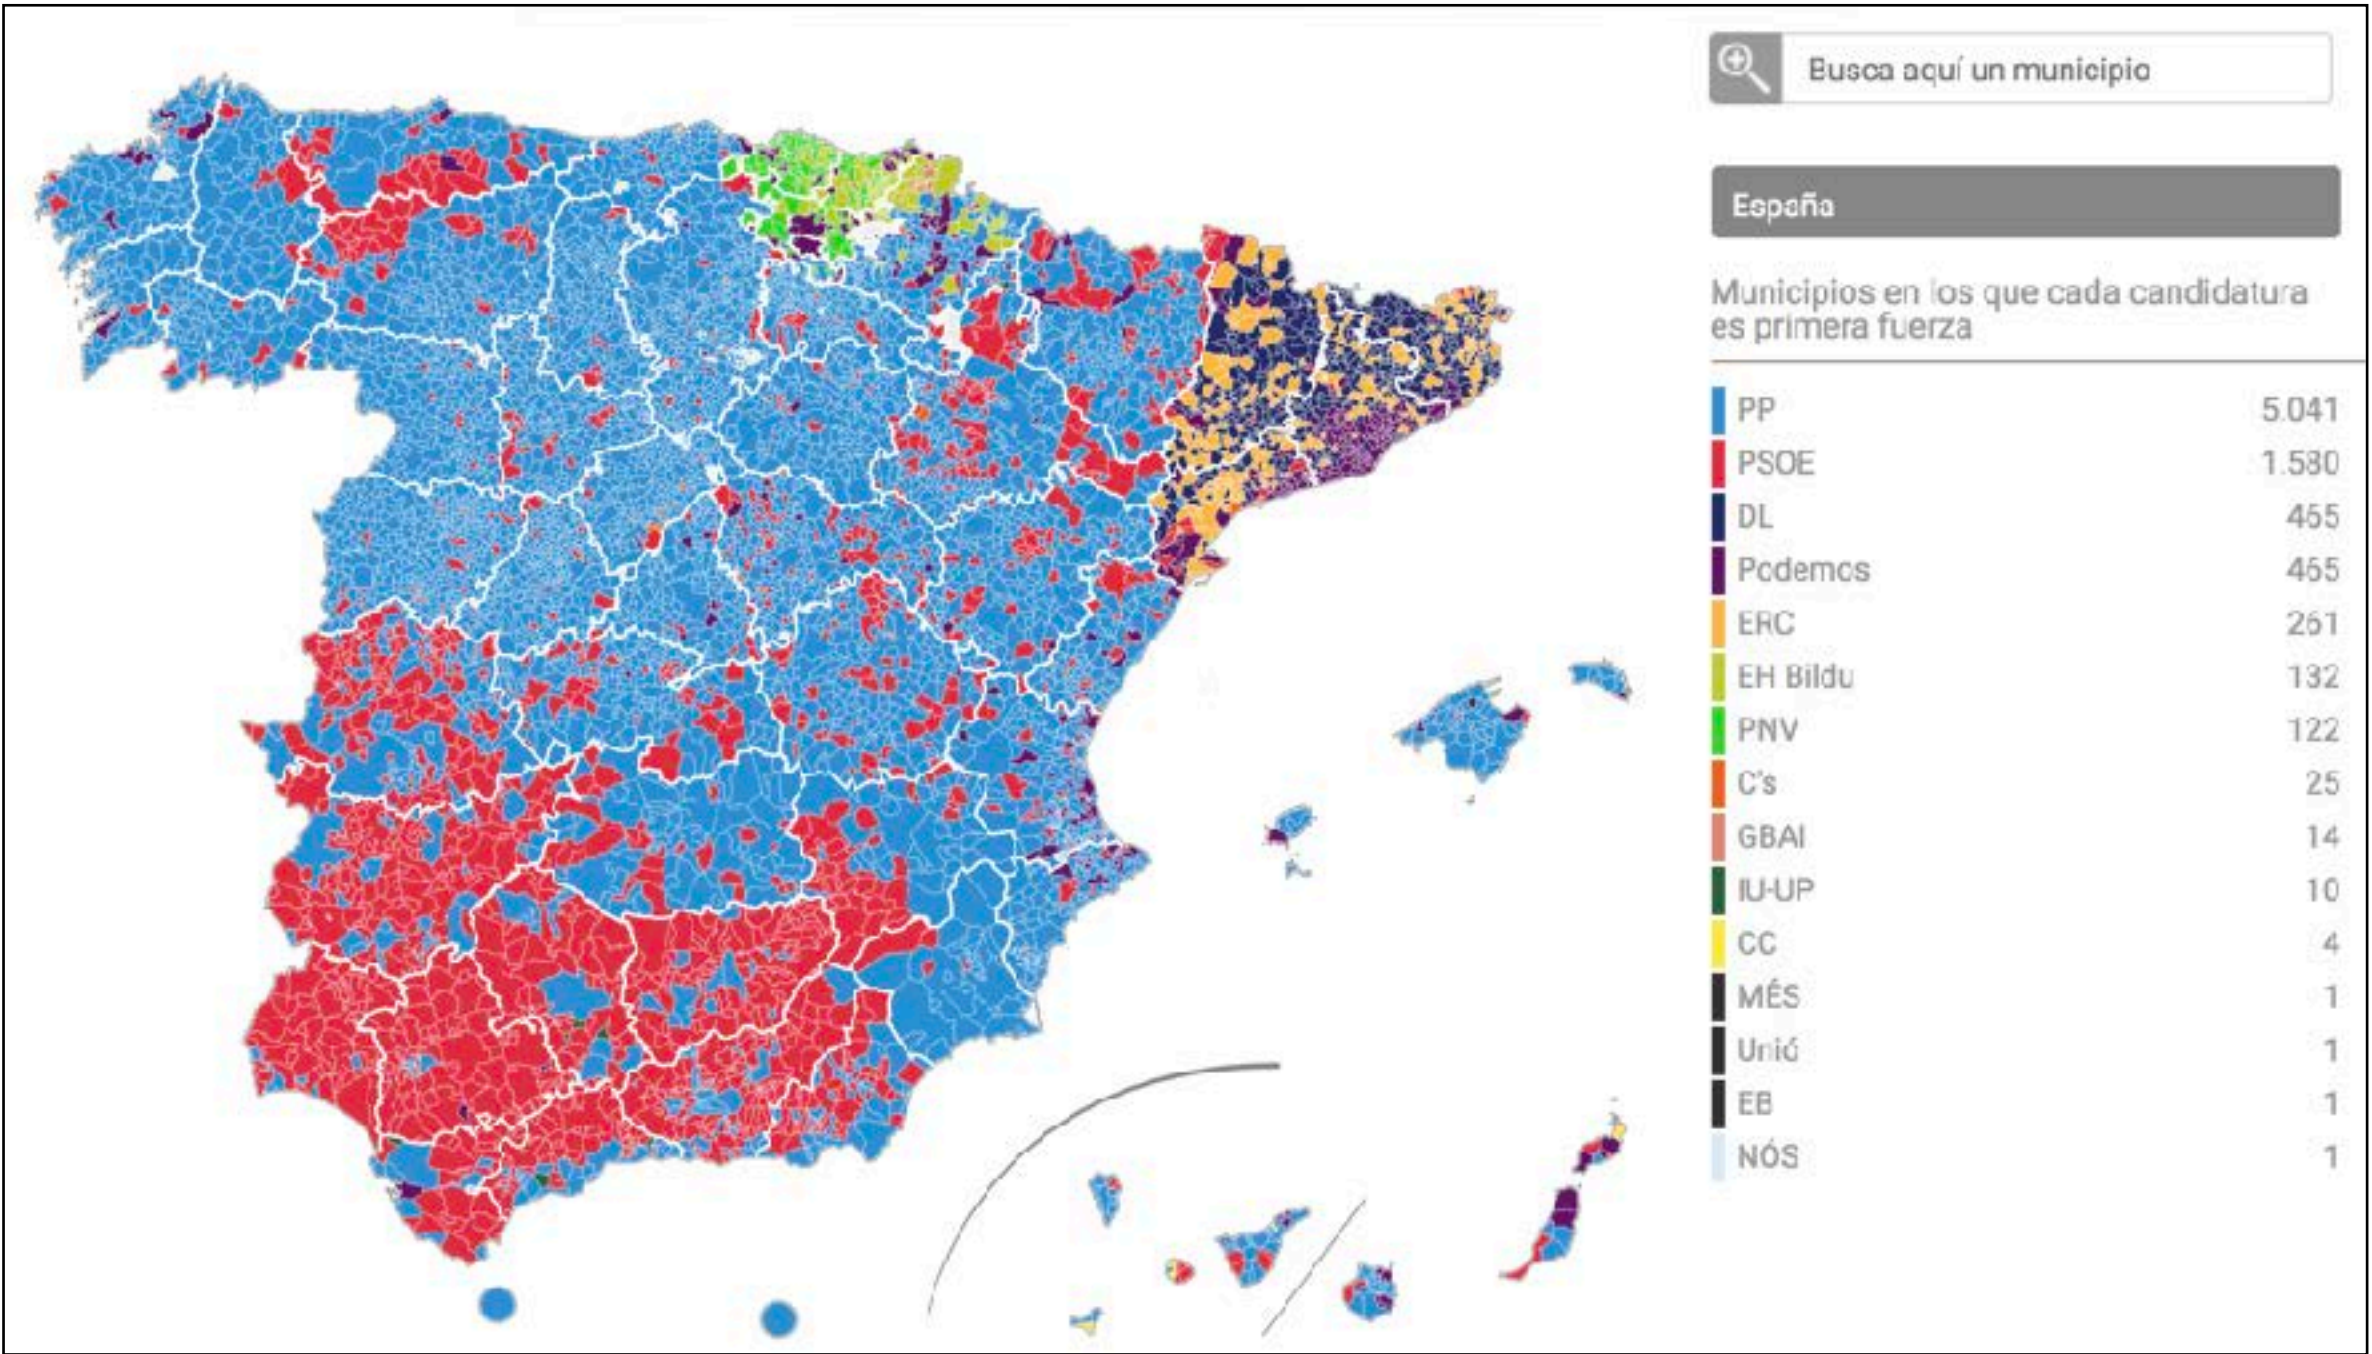 Busca aquí un municipio
España
Municipios en los que cada candidatura
es primera fuerza
PP 5.041
PSOE 1.580
DL 455
Podemos 455
ERC 261
EH Bildu 132
PNV 122
C's 25
GBAI 14
IU-UP 10
CC 4
MÉS 1
Unió 1
EB 1
NÓS 1